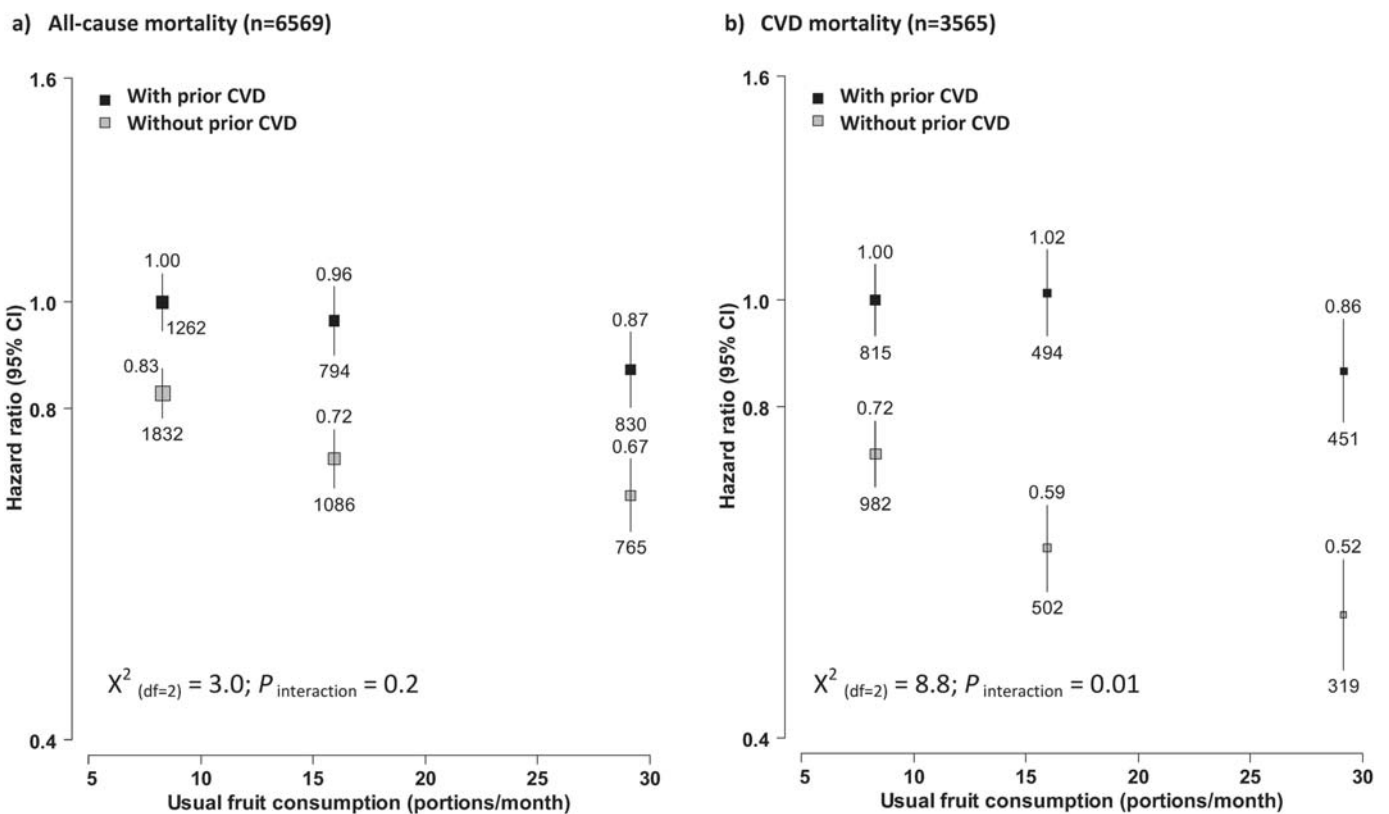 a) All-cause mortality (n=6569)
1.6
With prior CVD
Without prior CVD
1.00
0.96
1.0
0.87
1262
0.83
794
0.72
0.8
830
0.67
1832
1086
765
Hazard ratio (95% CI)
X² (df=2) = 3.0; P interaction = 0.2
0.4
5 10 15 20 25 30
Usual fruit consumption (portions/month)
b) CVD mortality (n=3565)
1.6
With prior CVD
Without prior CVD
1.02
1.00
0.86
1.0
815
494
0.72
0.8
451
982
0.59
0.52
502
319
Hazard ratio (95% CI)
X² (df=2) = 8.8; P interaction = 0.01
0.4
5 10 15 20 25 30
Usual fruit consumption (portions/month)